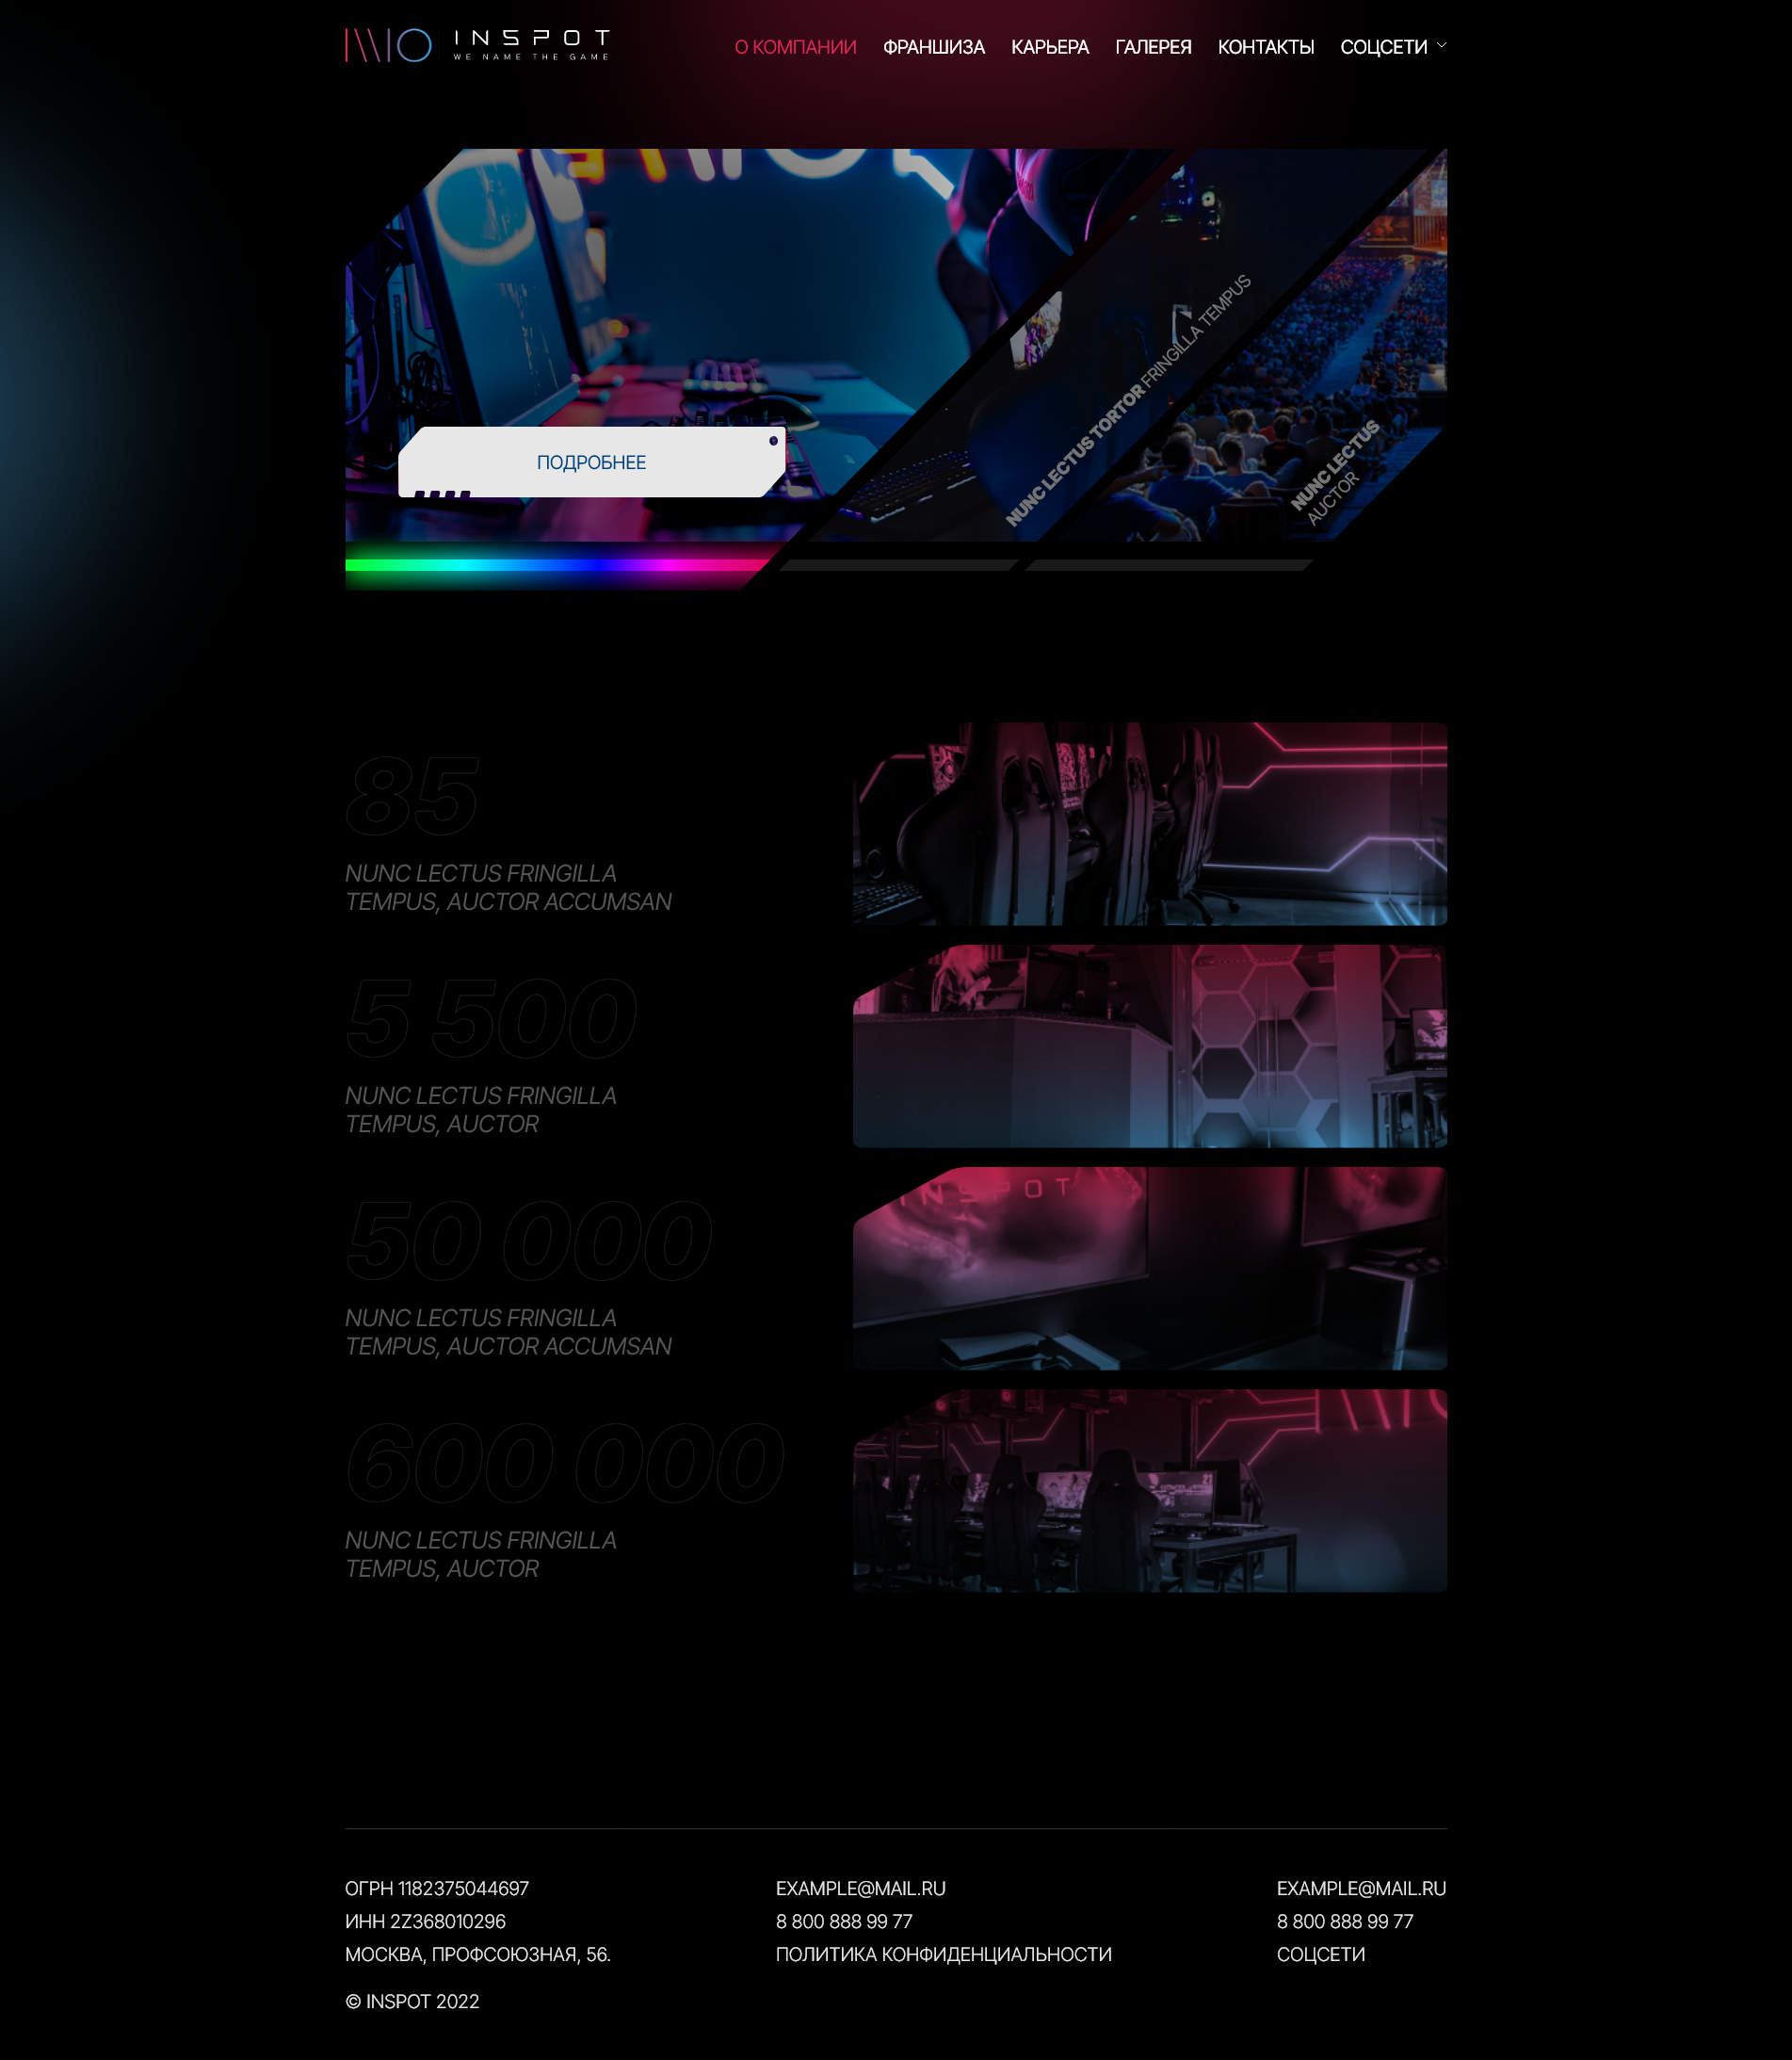 INSPOT
WE NAME THE GAME
О КОМПАНИИ
ФРАНШИЗА
КАРЬЕРА
ГАЛЕРЕЯ
КОНТАКТЫ
СОЦСЕТИ
ПОДРОБНЕЕ
NUNC LECTUS TORTOR FRINGILLA TEMPUS
NUNC LECTUS
AUCTOR
85
NUNC LECTUS FRINGILLA
TEMPUS, AUCTOR ACCUMSAN
5 500
NUNC LECTUS FRINGILLA
TEMPUS, AUCTOR
50 000
NUNC LECTUS FRINGILLA
TEMPUS, AUCTOR ACCUMSAN
INSPOT
600 000
NUNC LECTUS FRINGILLA
TEMPUS, AUCTOR
ОГРН 1182375044697
ИНН 2Z368010296
МОСКВА, ПРОФСОЮЗНАЯ, 56.
© INSPOT 2022
EXAMPLE@MAIL.RU
8 800 888 99 77
ПОЛИТИКА КОНФИДЕНЦИАЛЬНОСТИ
EXAMPLE@MAIL.RU
8 800 888 99 77
СОЦСЕТИ